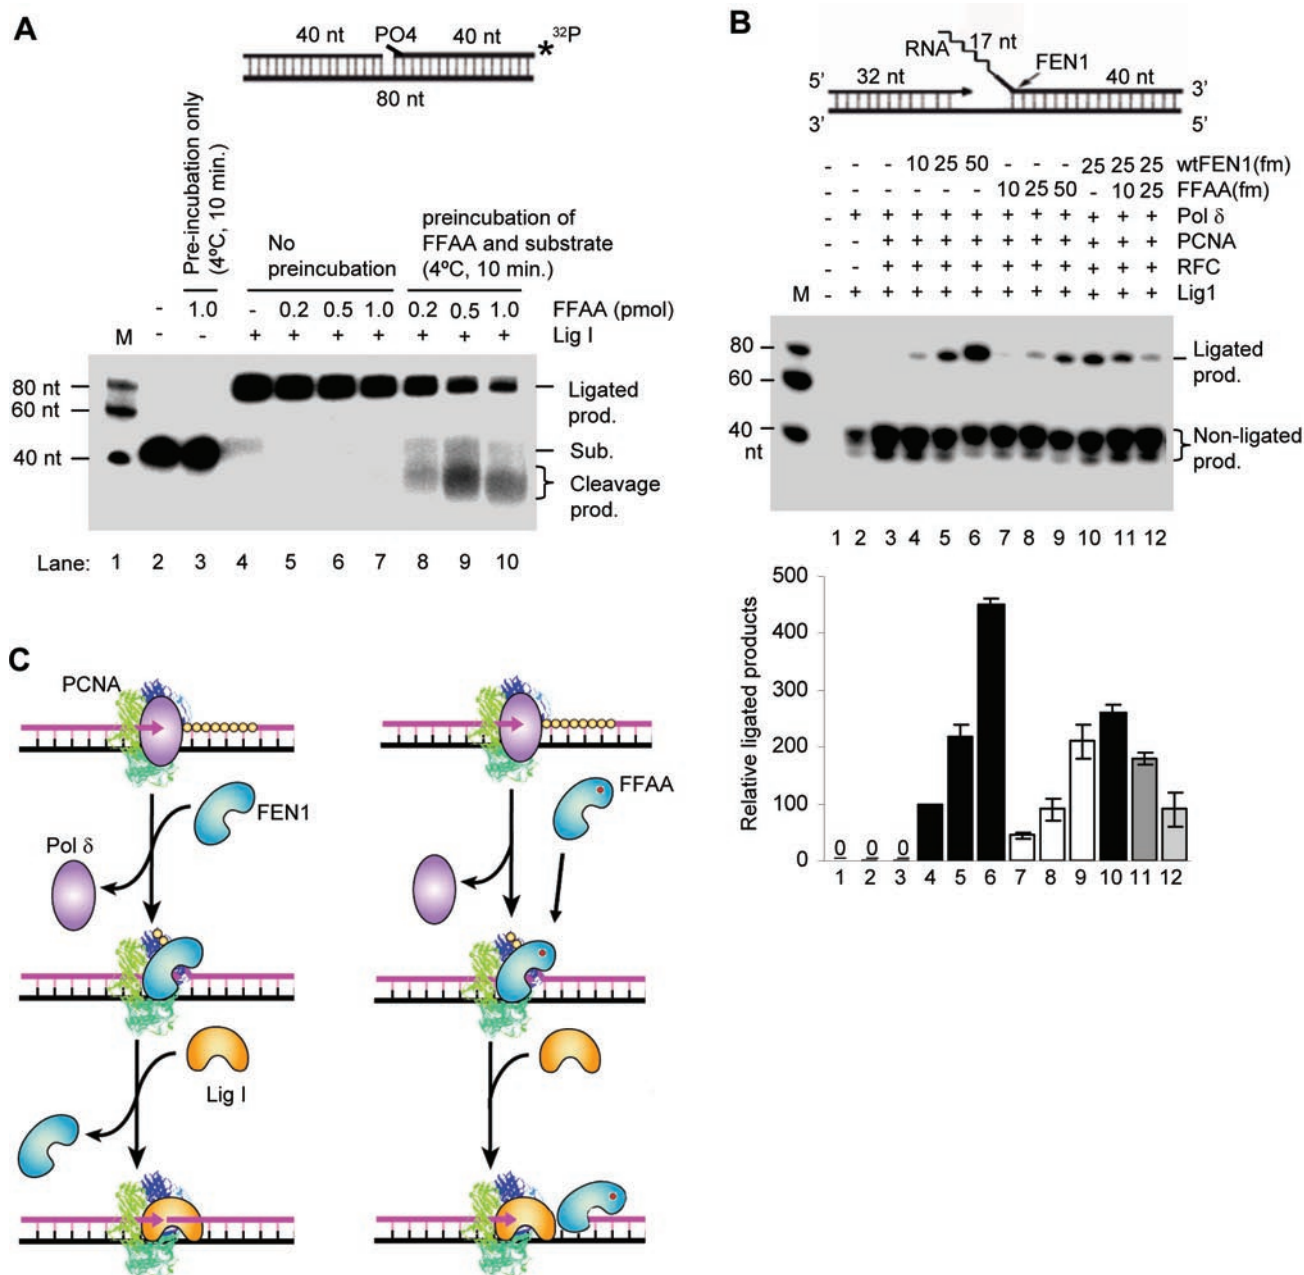 A
40 nt
PO4
40 nt
* 32P
80 nt
Pre-incubation only
(4ºC, 10 min.)
No
preincubation
preincubation of
FFAA and substrate
(4ºC, 10 min.)
- 1.0 - 0.2 0.5 1.0 0.2 0.5 1.0 FFAA (pmol)
M - - + + + + + + + Lig I
80 nt
60 nt
40 nt
Ligated
prod.
Sub.
Cleavage
prod.
Lane: 1 2 3 4 5 6 7 8 9 10
B
RNA
17 nt
FEN1
5’
32 nt
40 nt
3’
3’
5’
- - - 10 25 50 - - - 25 25 25 wtFEN1(fm)
- - - - - - 10 25 50 - 10 25 FFAA(fm)
- + + + + + + + + + + + Pol δ
- - + + + + + + + + + + PCNA
- - + + + + + + + + + + RFC
M - + + + + + + + + + + + Lig1
80
60
40
nt
Ligated
prod.
Non-ligated
prod.
1 2 3 4 5 6 7 8 9 10 11 12
Relative ligated products
500
400
300
200
100
0
0 0 0
1 2 3 4 5 6 7 8 9 10 11 12
C
PCNA
FEN1
Pol δ
Lig I
FFAA